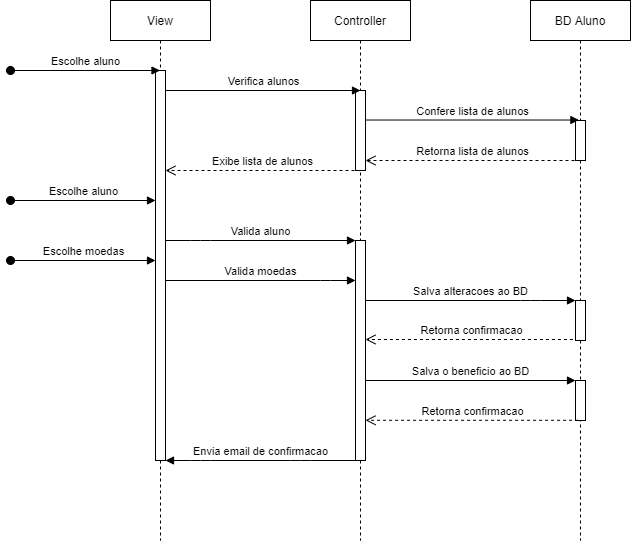 View
Controller
BD Aluno
Escolhe aluno
Verifica alunos
Confere lista de alunos
Retorna lista de alunos
Exibe lista de alunos
Escolhe aluno
Valida aluno
Escolhe moedas
Valida moedas
Salva alteracoes ao BD
Retorna confirmacao
Salva o beneficio ao BD
Retorna confirmacao
Envia email de confirmacao